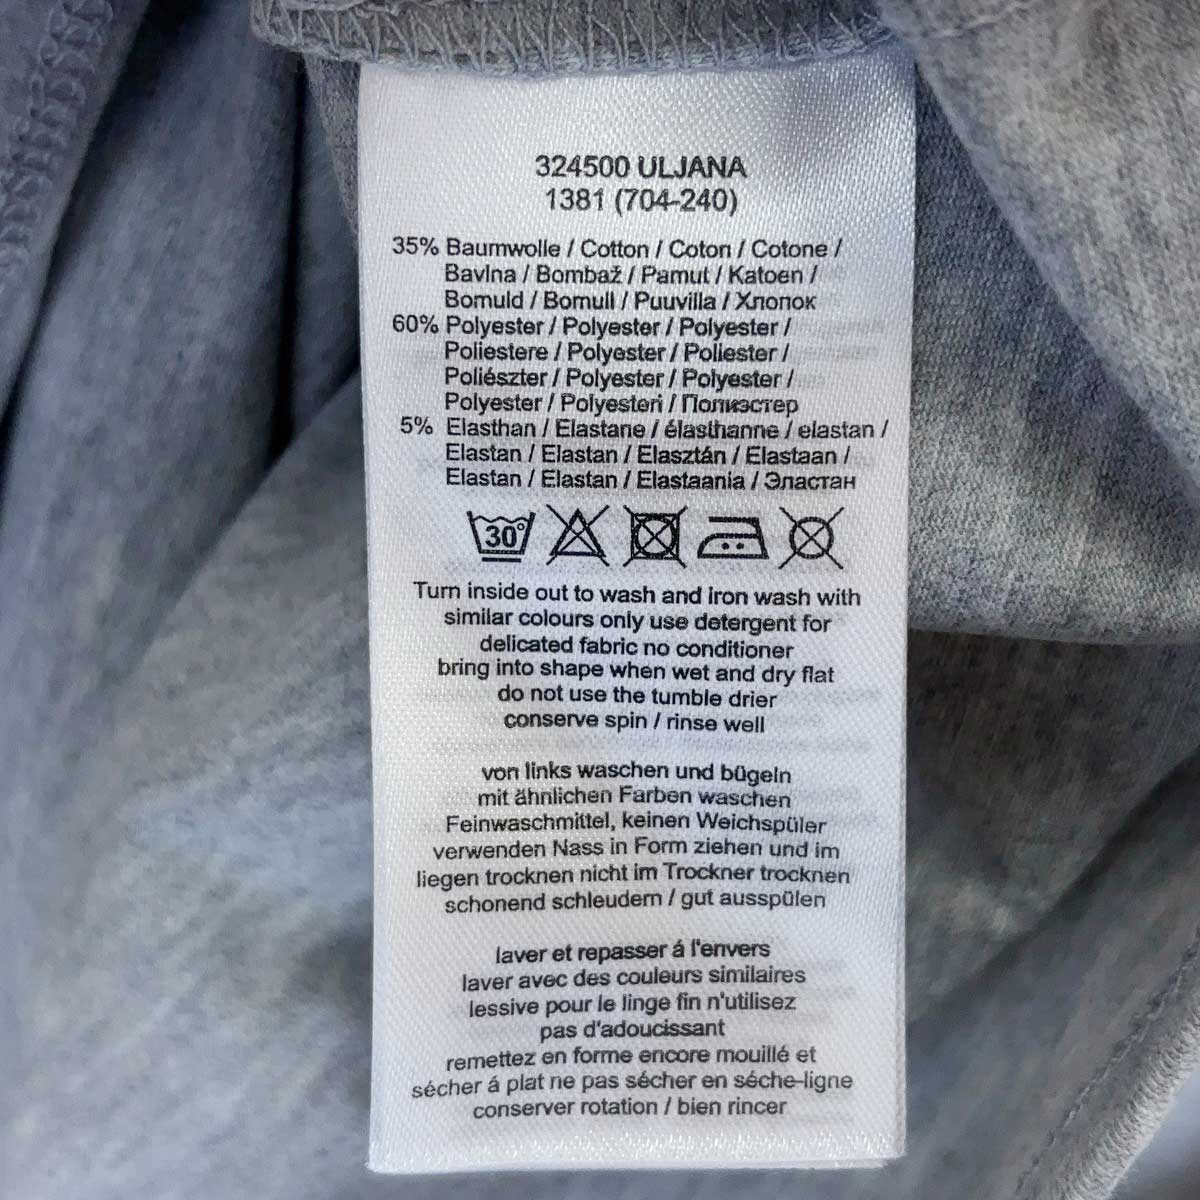 324500 ULJANA
1381 (704-240)
35% Baumwolle / Cotton / Coton / Cotone /
Bavlna / Bombaž / Pamut / Katoen /
Bomuld / Bomull / Puuvilla / Хлопок
60% Polyester / Polyester / Polyester /
Poliestere / Polyester / Poliester /
Poliészter / Polyester / Polyester /
Polyester / Polyesteri / Полиэстер
5% Elasthan / Elastane / élasthanne / elastan /
Elastan / Elastan / Elasztán / Elastaan /
Elastan / Elastan / Elastaania / Эластан
30°
Turn inside out to wash and iron wash with
similar colours only use detergent for
delicated fabric no conditioner
bring into shape when wet and dry flat
do not use the tumble drier
conserve spin / rinse well
von links waschen und bügeln
mit ähnlichen Farben waschen
Feinwaschmittel, keinen Weichspüler
verwenden Nass in Form ziehen und im
liegen trocknen nicht im Trockner trocknen
schonend schleudern / gut ausspülen
laver et repasser á l'envers
laver avec des couleurs similaires
lessive pour le linge fin n'utilisez
pas d'adoucissant
remettez en forme encore mouillé et
sécher á plat ne pas sécher en séche-ligne
conserver rotation / bien rincer